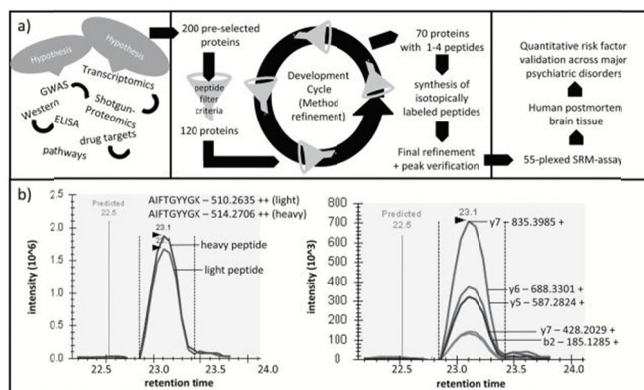 a)
Hypothesis
Hypothesis
Transcriptomics
GWAS
Western
Shotgun-
Proteomics
ELISA
drug targets
pathways
200 pre-selected
proteins
peptide
filter
criteria
120 proteins
Development
Cycle
(Method
refinement)
70 proteins
with 1-4 peptides
synthesis of
isotopically
labeled peptides
Final refinement
+ peak verification
Quantitative risk factor
validation across major
psychiatric disorders
Human postmortem
brain tissue
55-plexed SRM-assay
b)
AIFTGYYGK – 510.2635 ++ (light)
AIFTGYYGK – 514.2706 ++ (heavy)
Predicted
22.5
23.1
heavy peptide
light peptide
intensity (10^6)
2.5
2.0
1.5
1.0
0.5
0.0
22.5 23.0 23.5 24.0
retention time
Predicted
22.5
23.1
y7 – 835.3985 +
y6 – 688.3301 +
y5 – 587.2824 +
y7 – 428.2029 +
b2 – 185.1285 +
intensity (10^3)
800
700
600
500
400
300
200
100
0
22.5 23.0 23.5 24.0
retention time